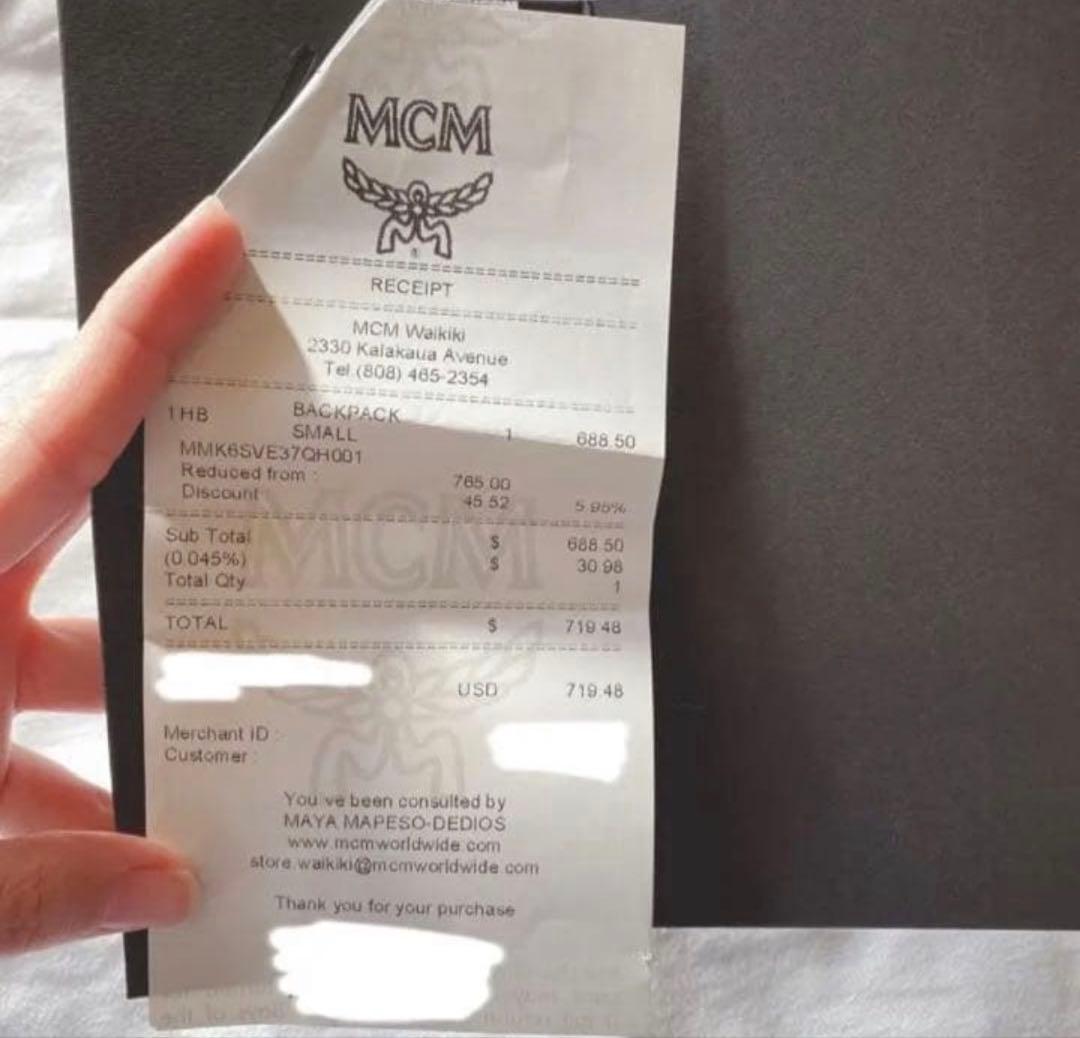 MCM
RECEIPT
MCM Waikiki
2330 Kalakaua Avenue
Tel.(808) 465-2354
1 HB BACKPACK
SMALL 1 688.50
MMK6SVE37QH001
Reduced from : 765.00
Discount : 45.52 5.95%
Sub Total $ 688.50
(0.045%) $ 30.98
Total Qty 1
TOTAL $ 719.48
USD 719.48
Merchant ID :
Customer :
You've been consulted by
MAYA MAPESO-DEDIOS
www.mcmworldwide.com
store.waikiki@mcmworldwide.com
Thank you for your purchase